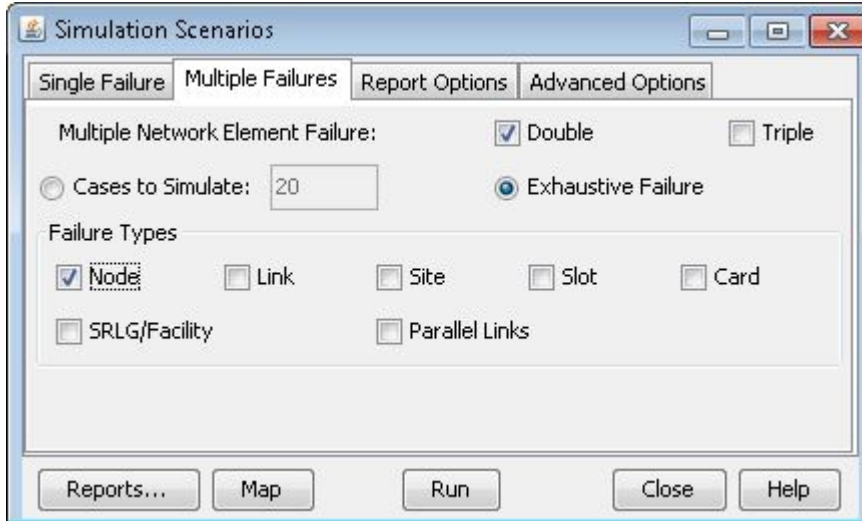 Simulation Scenarios
Single Failure Multiple Failures Report Options Advanced Options
Multiple Network Element Failure: Double Triple
Cases to Simulate: 20 Exhaustive Failure
Failure Types
Node Link Site Slot Card
SRLG/Facility Parallel Links
Reports... Map Run Close Help